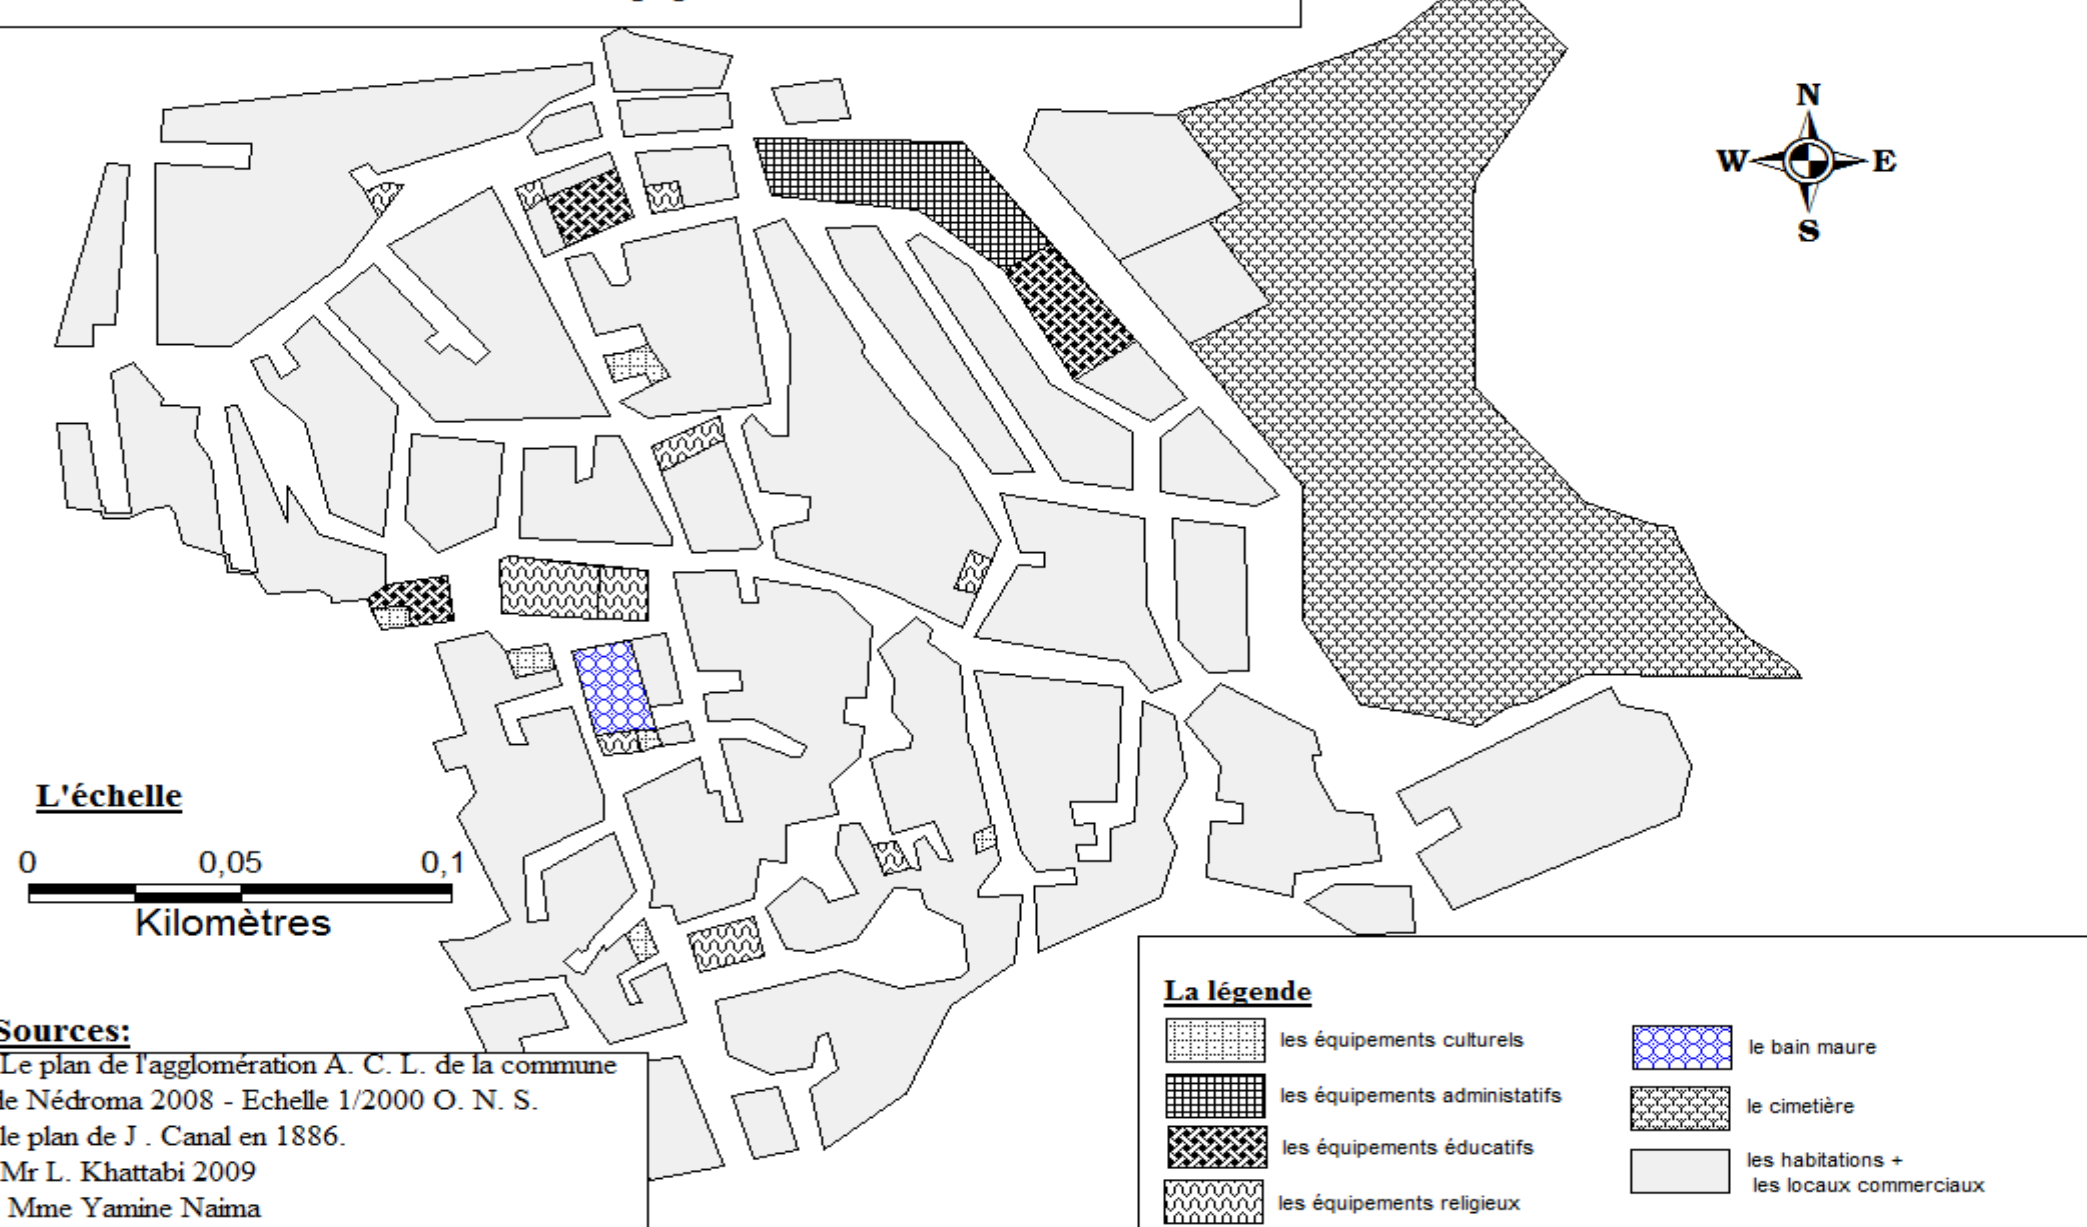 N
W E
S
L'échelle
0 0,05 0,1
Kilomètres
Sources:
Le plan de l'agglomération A. C. L. de la commune
de Nédroma 2008 - Echelle 1/2000 O. N. S.
le plan de J . Canal en 1886.
Mr L. Khattabi 2009
Mme Yamine Naima
La légende
les équipements culturels
les équipements administatifs
les équipements éducatifs
les équipements religieux
le bain maure
le cimetière
les habitations +
les locaux commerciaux